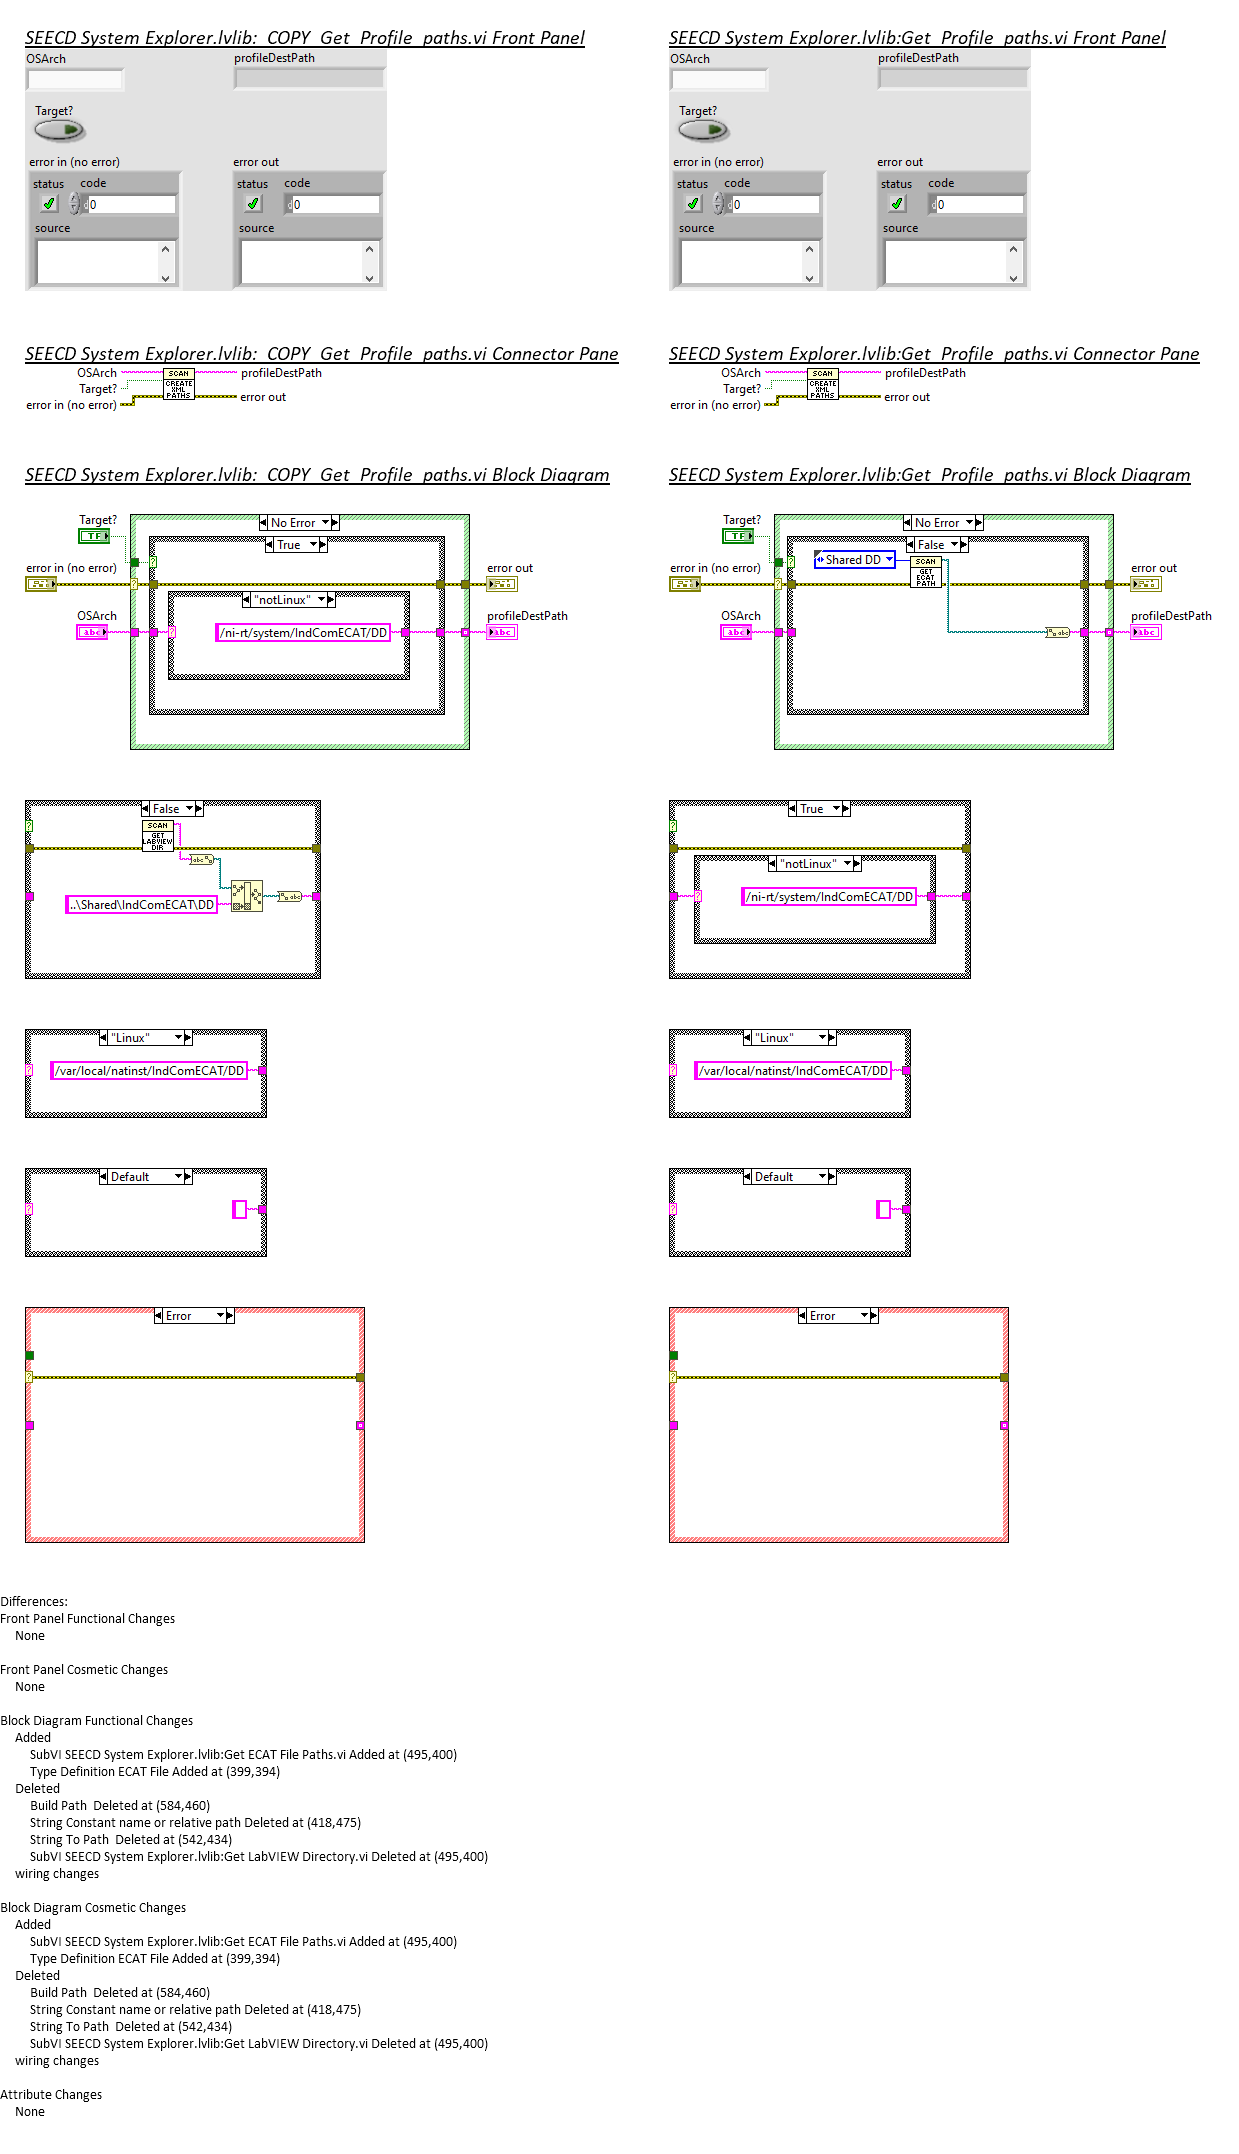 SEECD System Explorer.lvlib:_COPY_Get_Profile_paths.vi Front Panel
OSArch
profileDestPath
Target?
error in (no error)
error out
status
code
d0
status
code
d0
source
source
SEECD System Explorer.lvlib:Get_Profile_paths.vi Front Panel
OSArch
profileDestPath
Target?
error in (no error)
error out
status
code
d0
status
code
d0
source
source
SEECD System Explorer.lvlib:_COPY_Get_Profile_paths.vi Connector Pane
OSArch
Target?
error in (no error)
SCAN
CREATE
XML
PATHS
profileDestPath
error out
SEECD System Explorer.lvlib:Get_Profile_paths.vi Connector Pane
OSArch
Target?
error in (no error)
SCAN
CREATE
XML
PATHS
profileDestPath
error out
SEECD System Explorer.lvlib:_COPY_Get_Profile_paths.vi Block Diagram
Target?
TF
error in (no error)
OSArch
abc
No Error
True
"notLinux"
/ni-rt/system/IndComECAT/DD
error out
profileDestPath
abc
SEECD System Explorer.lvlib:Get_Profile_paths.vi Block Diagram
Target?
TF
error in (no error)
OSArch
abc
No Error
False
Shared DD
SCAN
GET
ECAT
PATH
abc
error out
profileDestPath
abc
False
SCAN
GET
LABVIEW
DIR
abc
..\Shared\IndComECAT\DD
abc
True
"notLinux"
/ni-rt/system/IndComECAT/DD
"Linux"
/var/local/natinst/IndComECAT/DD
"Linux"
/var/local/natinst/IndComECAT/DD
Default
Default
Error
Error
Differences:
Front Panel Functional Changes
None
Front Panel Cosmetic Changes
None
Block Diagram Functional Changes
Added
SubVI SEECD System Explorer.lvlib:Get ECAT File Paths.vi Added at (495,400)
Type Definition ECAT File Added at (399,394)
Deleted
Build Path  Deleted at (584,460)
String Constant name or relative path Deleted at (418,475)
String To Path  Deleted at (542,434)
SubVI SEECD System Explorer.lvlib:Get LabVIEW Directory.vi Deleted at (495,400)
wiring changes
Block Diagram Cosmetic Changes
Added
SubVI SEECD System Explorer.lvlib:Get ECAT File Paths.vi Added at (495,400)
Type Definition ECAT File Added at (399,394)
Deleted
Build Path  Deleted at (584,460)
String Constant name or relative path Deleted at (418,475)
String To Path  Deleted at (542,434)
SubVI SEECD System Explorer.lvlib:Get LabVIEW Directory.vi Deleted at (495,400)
wiring changes
Attribute Changes
None